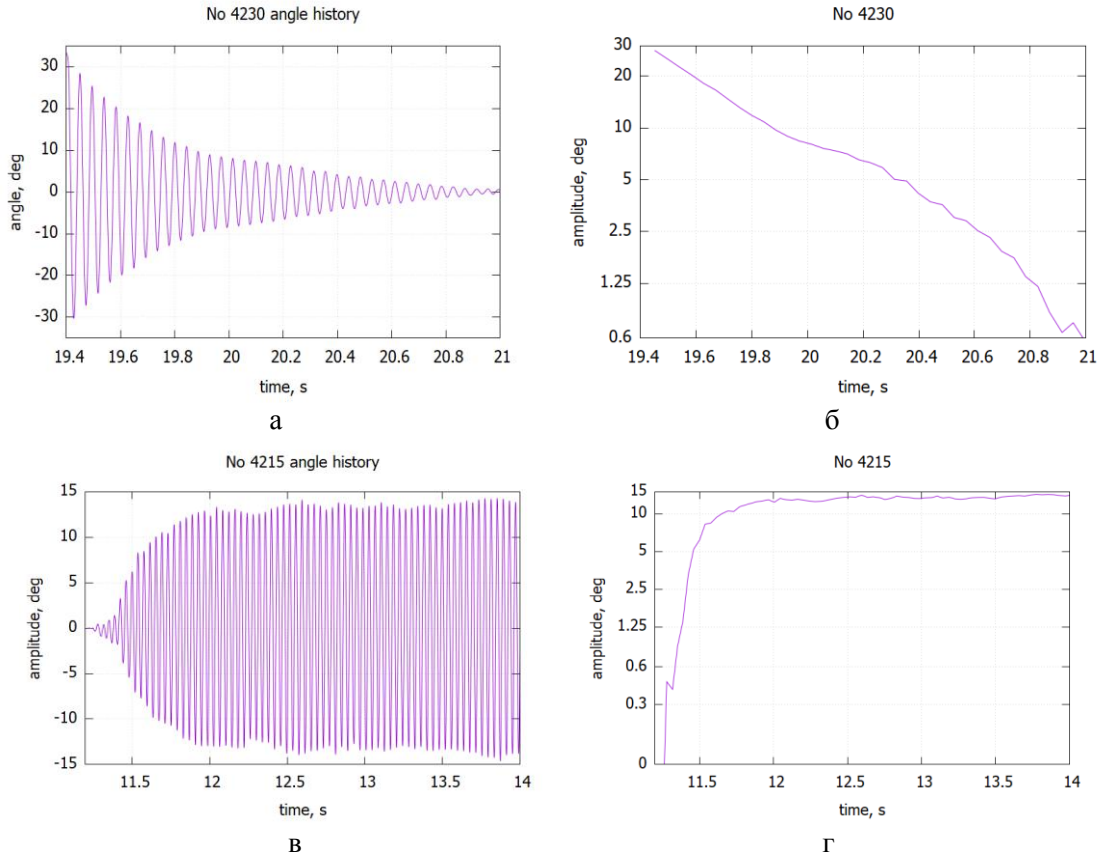 No 4230 angle history
30
20
10
0
-10
-20
-30
angle, deg
19.4 19.6 19.8 20 20.2 20.4 20.6 20.8 21
time, s
а
No 4230
30
20
10
5
2.5
1.25
0.6
amplitude, deg
19.4 19.6 19.8 20 20.2 20.4 20.6 20.8 21
time, s
б
No 4215 angle history
15
10
5
0
-5
-10
-15
amplitude, deg
11.5 12 12.5 13 13.5 14
time, s
в
No 4215
15
10
5
2.5
1.25
0.6
0.3
0
amplitude, deg
11.5 12 12.5 13 13.5 14
time, s
г